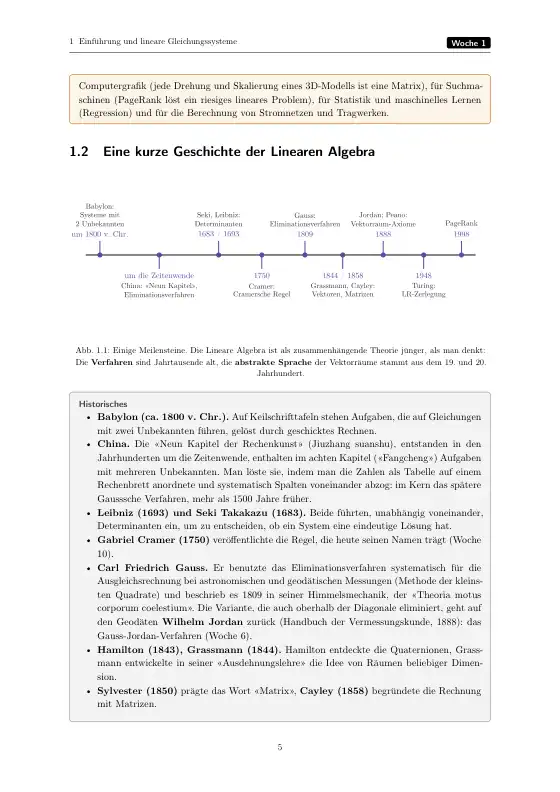 1 Einführung und lineare Gleichungssysteme
Woche 1
Computergrafik (jede Drehung und Skalierung eines 3D-Modells ist eine Matrix), für Suchma-
schinen (PageRank löst ein riesiges lineares Problem), für Statistik und maschinelles Lernen
(Regression) und für die Berechnung von Stromnetzen und Tragwerken.
1.2 Eine kurze Geschichte der Linearen Algebra
Babylon:
Systeme mit
2 Unbekannten
um 1800 v. Chr.
Seki, Leibniz:
Determinanten
1683 / 1693
Gauss:
Eliminationsverfahren
1809
Jordan; Peano:
Vektorraum-Axiome
1888
PageRank
1998
um die Zeitenwende
China: «Neun Kapitel»,
Eliminationsverfahren
1750
Cramer:
Cramersche Regel
1844 / 1858
Grassmann, Cayley:
Vektoren, Matrizen
1948
Turing:
LR-Zerlegung
Abb. 1.1: Einige Meilensteine. Die Lineare Algebra ist als zusammenhängende Theorie jünger, als man denkt:
Die Verfahren sind Jahrtausende alt, die abstrakte Sprache der Vektorräume stammt aus dem 19. und 20.
Jahrhundert.
Historisches
• Babylon (ca. 1800 v. Chr.). Auf Keilschrifttafeln stehen Aufgaben, die auf Gleichungen
mit zwei Unbekannten führen, gelöst durch geschicktes Rechnen.
• China. Die «Neun Kapitel der Rechenkunst» (Jiuzhang suanshu), entstanden in den
Jahrhunderten um die Zeitenwende, enthalten im achten Kapitel («Fangcheng») Aufgaben
mit mehreren Unbekannten. Man löste sie, indem man die Zahlen als Tabelle auf einem
Rechenbrett anordnete und systematisch Spalten voneinander abzog: im Kern das spätere
Gausssche Verfahren, mehr als 1500 Jahre früher.
• Leibniz (1693) und Seki Takakazu (1683). Beide führten, unabhängig voneinander,
Determinanten ein, um zu entscheiden, ob ein System eine eindeutige Lösung hat.
• Gabriel Cramer (1750) veröffentlichte die Regel, die heute seinen Namen trägt (Woche
10).
• Carl Friedrich Gauss. Er benutzte das Eliminationsverfahren systematisch für die
Ausgleichsrechnung bei astronomischen und geodätischen Messungen (Methode der kleins-
ten Quadrate) und beschrieb es 1809 in seiner Himmelsmechanik, der «Theoria motus
corporum coelestium». Die Variante, die auch oberhalb der Diagonale eliminiert, geht auf
den Geodäten Wilhelm Jordan zurück (Handbuch der Vermessungskunde, 1888): das
Gauss-Jordan-Verfahren (Woche 6).
• Hamilton (1843), Grassmann (1844). Hamilton entdeckte die Quaternionen, Grass-
mann entwickelte in seiner «Ausdehnungslehre» die Idee von Räumen beliebiger Dimen-
sion.
• Sylvester (1850) prägte das Wort «Matrix», Cayley (1858) begründete die Rechnung
mit Matrizen.
5